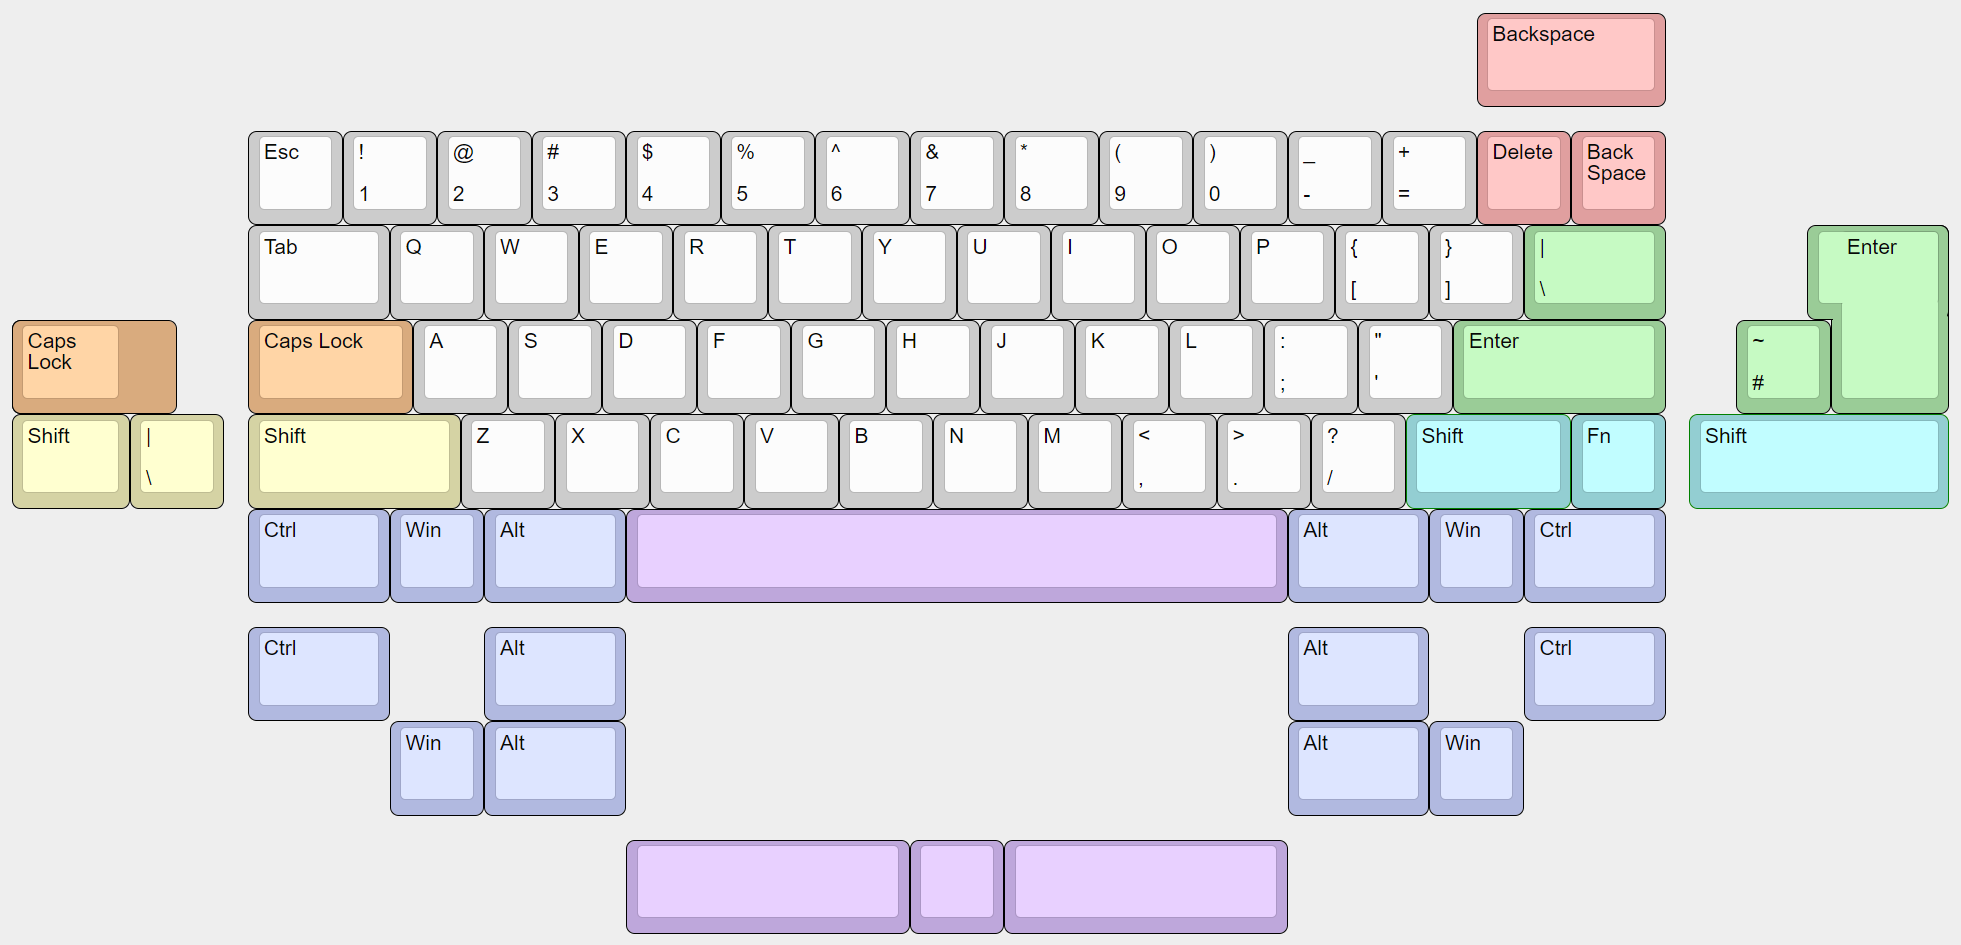 Backspace
Esc ! @ # $ % ^ & * ( ) _ + Delete Back
1 2 3 4 5 6 7 8 9 0 - = Space
Tab Q W E R T Y U I O P { } | Enter
[ ] \
Caps Caps Lock A S D F G H J K L : " Enter ~
Lock ; ' #
Shift | Shift Z X C V B N M < > ? Shift Fn Shift
\ , . /
Ctrl Win Alt Alt Win Ctrl
Ctrl Alt Alt Ctrl
Win Alt Alt Win